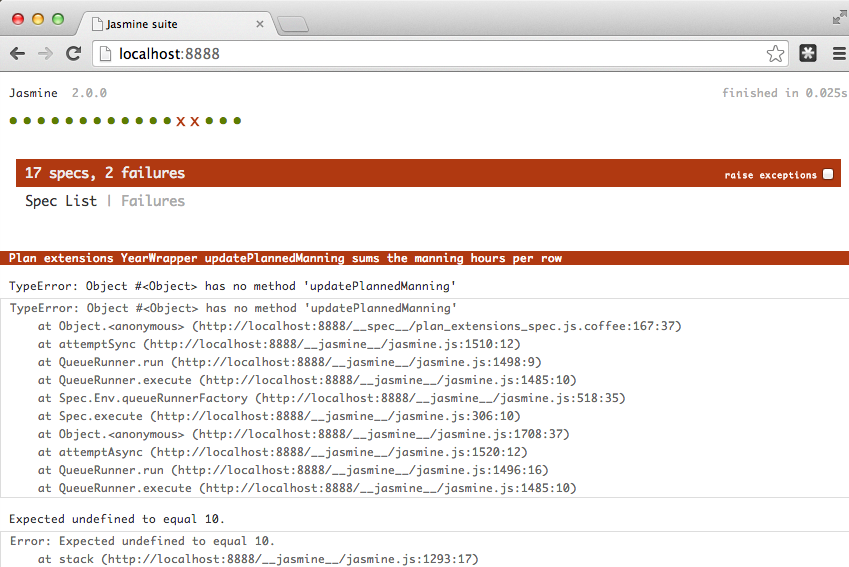 Jasmine suite
localhost:8888
Jasmine 2.0.0 finished in 0.025s
● ● ● ● ● ● ● ● ● ● ● ● x x ● ● ●
17 specs, 2 failures raise exceptions
Spec List | Failures
Plan extensions YearWrapper updatePlannedManning sums the manning hours per row
TypeError: Object #<Object> has no method 'updatePlannedManning'
TypeError: Object #<Object> has no method 'updatePlannedManning'
at Object.<anonymous> (http://localhost:8888/__spec__/plan_extensions_spec.js.coffee:167:37)
at attemptSync (http://localhost:8888/__jasmine__/jasmine.js:1510:12)
at QueueRunner.run (http://localhost:8888/__jasmine__/jasmine.js:1498:9)
at QueueRunner.execute (http://localhost:8888/__jasmine__/jasmine.js:1485:10)
at Spec.Env.queueRunnerFactory (http://localhost:8888/__jasmine__/jasmine.js:518:35)
at Spec.execute (http://localhost:8888/__jasmine__/jasmine.js:306:10)
at Object.<anonymous> (http://localhost:8888/__jasmine__/jasmine.js:1708:37)
at attemptAsync (http://localhost:8888/__jasmine__/jasmine.js:1520:12)
at QueueRunner.run (http://localhost:8888/__jasmine__/jasmine.js:1496:16)
at QueueRunner.execute (http://localhost:8888/__jasmine__/jasmine.js:1485:10)
Expected undefined to equal 10.
Error: Expected undefined to equal 10.
at stack (http://localhost:8888/__jasmine__/jasmine.js:1293:17)